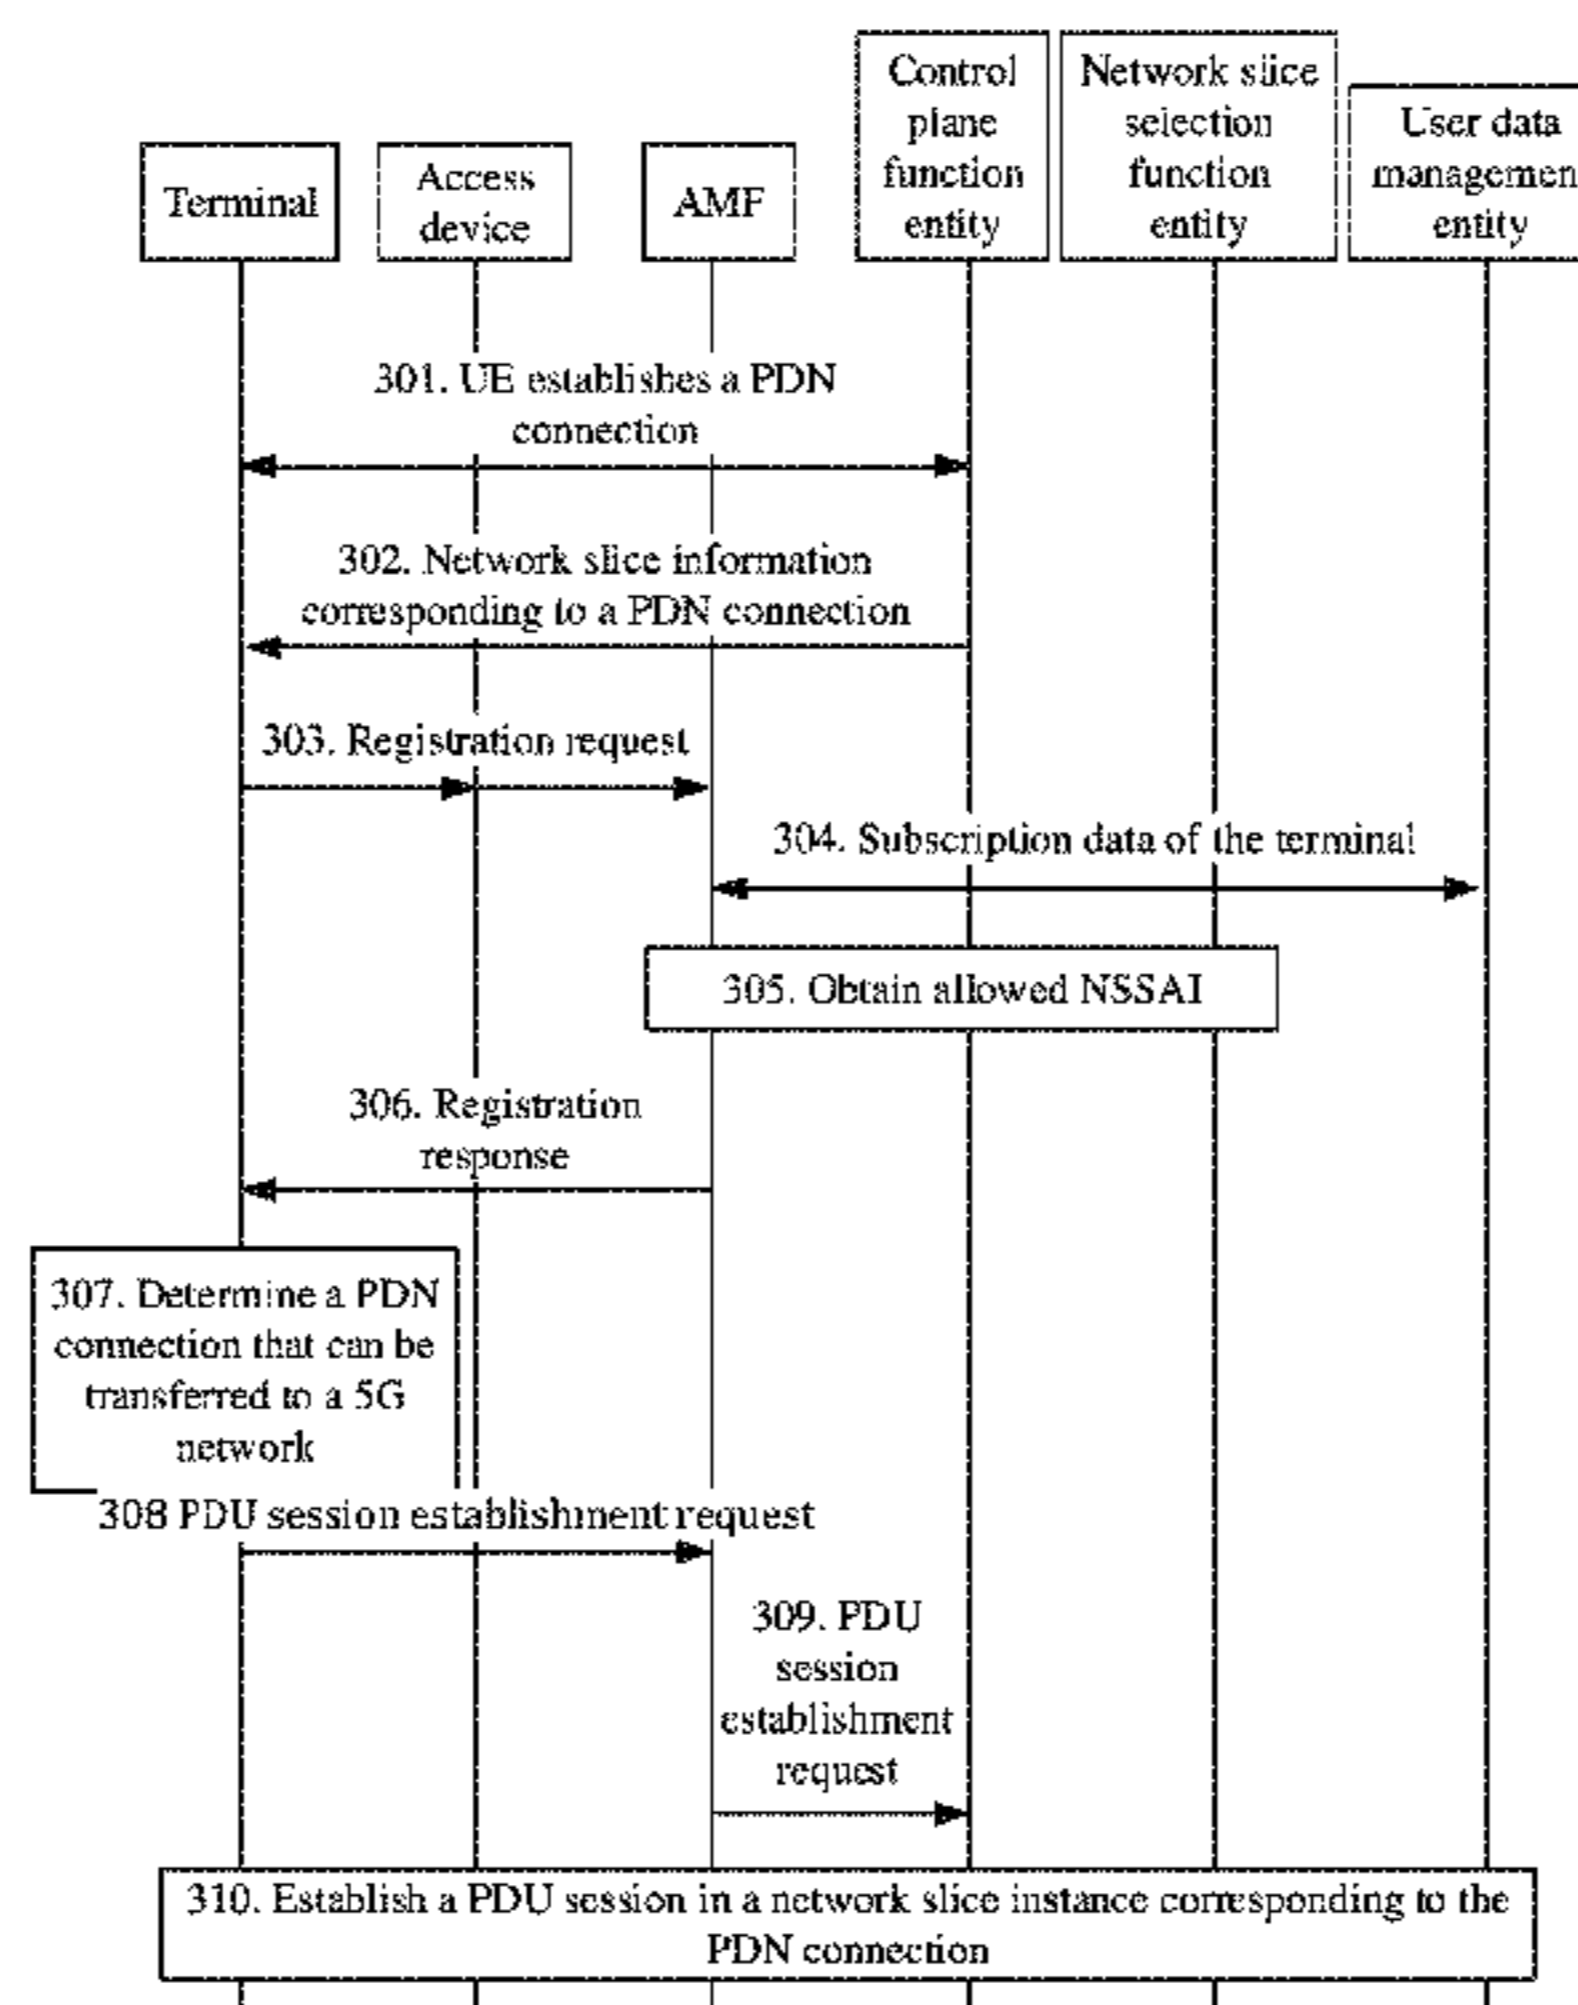 Terminal
Access
device
AMF
Control
plane
function
entity
Network slice
selection
function
entity
User data
managemen
entity
301. UE establishes a PDN
connection
302. Network slice information
corresponding to a PDN connection
303. Registration request
304. Subscription data of the terminal
305. Obtain allowed NSSAI
306. Registration
response
307. Determine a PDN
connection that can be
transferred to a 5G
network
308 PDU session establishment request
309. PDU
session
establishment
request
310. Establish a PDU session in a network slice instance corresponding to the
PDN connection